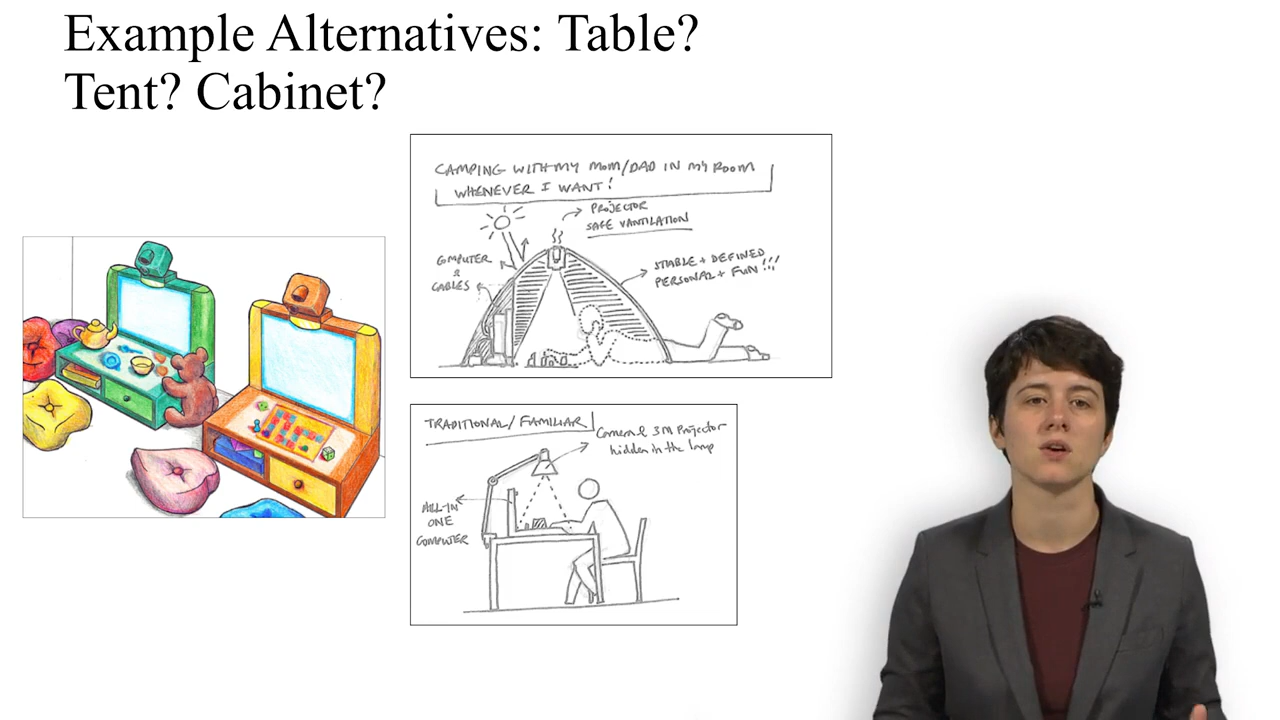 Example Alternatives: Table?
Tent? Cabinet?
CAMPING WITH MY MOM/DAD IN MY ROOM
WHENEVER I WANT!
PROJECTOR
SAFE VANTILATION
COMPUTER
&
CABLES
STABLE + DEFINED
PERSONAL + FUN!!!
TRADITIONAL/FAMILIAR
Camera & 3M Projector
hidden in the lamp
ALL-IN
ONE
COMPUTER